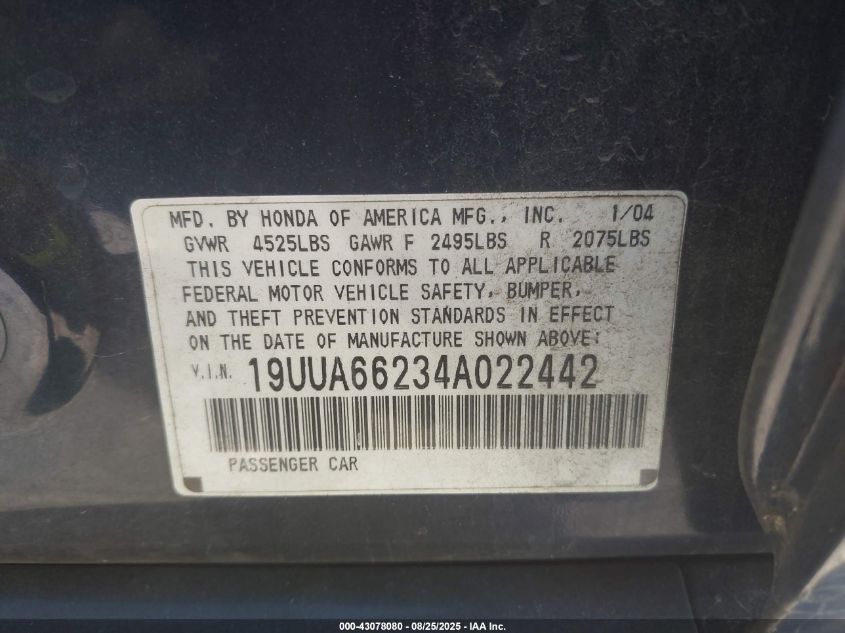 MFD. BY HONDA OF AMERICA MFG., INC. 1/04
GVWR 4525LBS GAWR F 2495LBS R 2075LBS
THIS VEHICLE CONFORMS TO ALL APPLICABLE
FEDERAL MOTOR VEHICLE SAFETY, BUMPER,
AND THEFT PREVENTION STANDARDS IN EFFECT
ON THE DATE OF MANUFACTURE SHOWN ABOVE:
V.I.N. 19UUA66234A022442
PASSENGER CAR
000-43078080 - 08/25/2025 - IAA Inc.